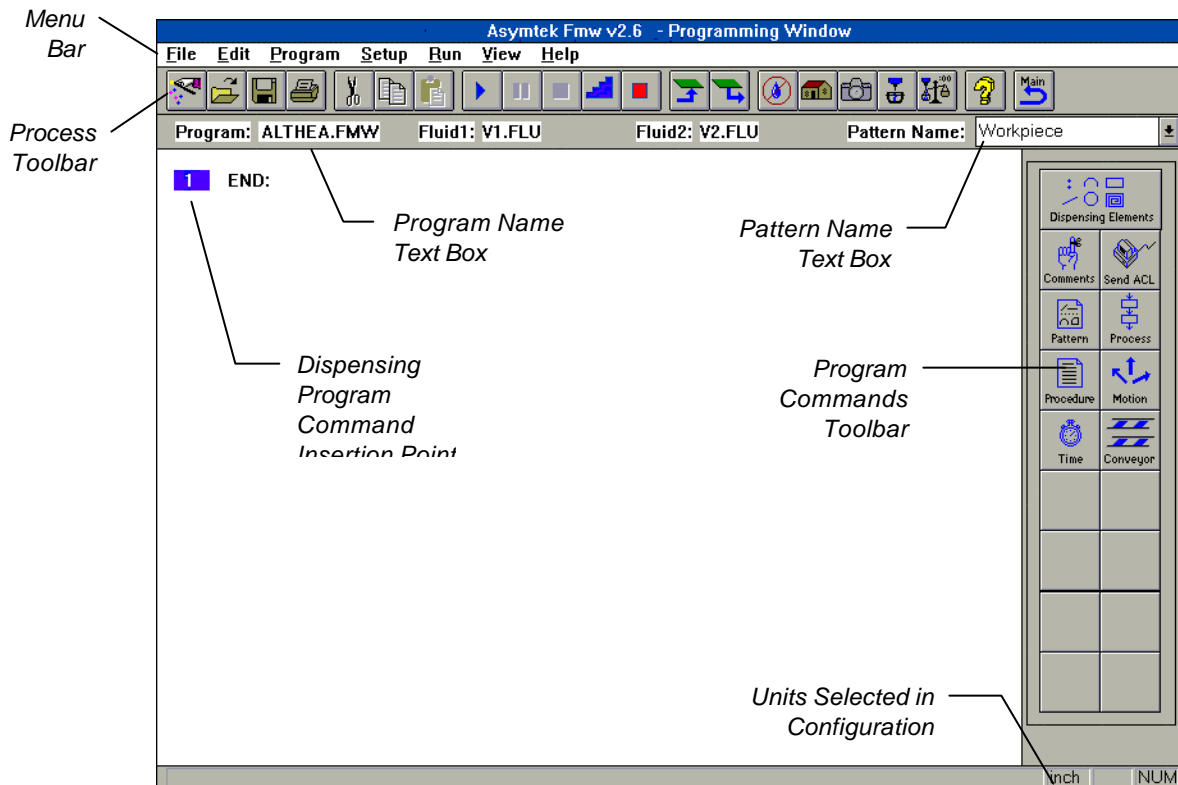 Menu
Bar
Asymtek Fmw v2.6 - Programming Window
File Edit Program Setup Run View Help
Process
Toolbar
:00
Main
Program: ALTHEA.FMW Fluid1: V1.FLU Fluid2: V2.FLU Pattern Name: Workpiece
1 END:
Program Name
Text Box
Pattern Name
Text Box
Dispensing
Program
Command
Insertion Point
Program
Commands
Toolbar
Dispensing Elements
Comments Send ACL
Pattern Process
Procedure Motion
Time Conveyor
Units Selected in
Configuration
inch NUM